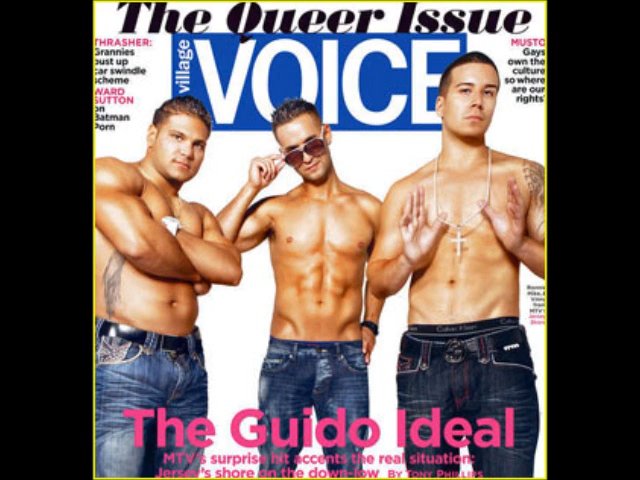 The Queer Issue
village
VOICE
THRASHER:
Grannies
bust up
car swindle
scheme
WARD
SUTTON
on
Batman
Porn
MUSTO
Gays
own the
culture
so where
are our
rights
Calvin Klein
The Guido Ideal
MTV's surprise hit accents the real situation:
Jersey's shore on the down-low By Tony Phillips